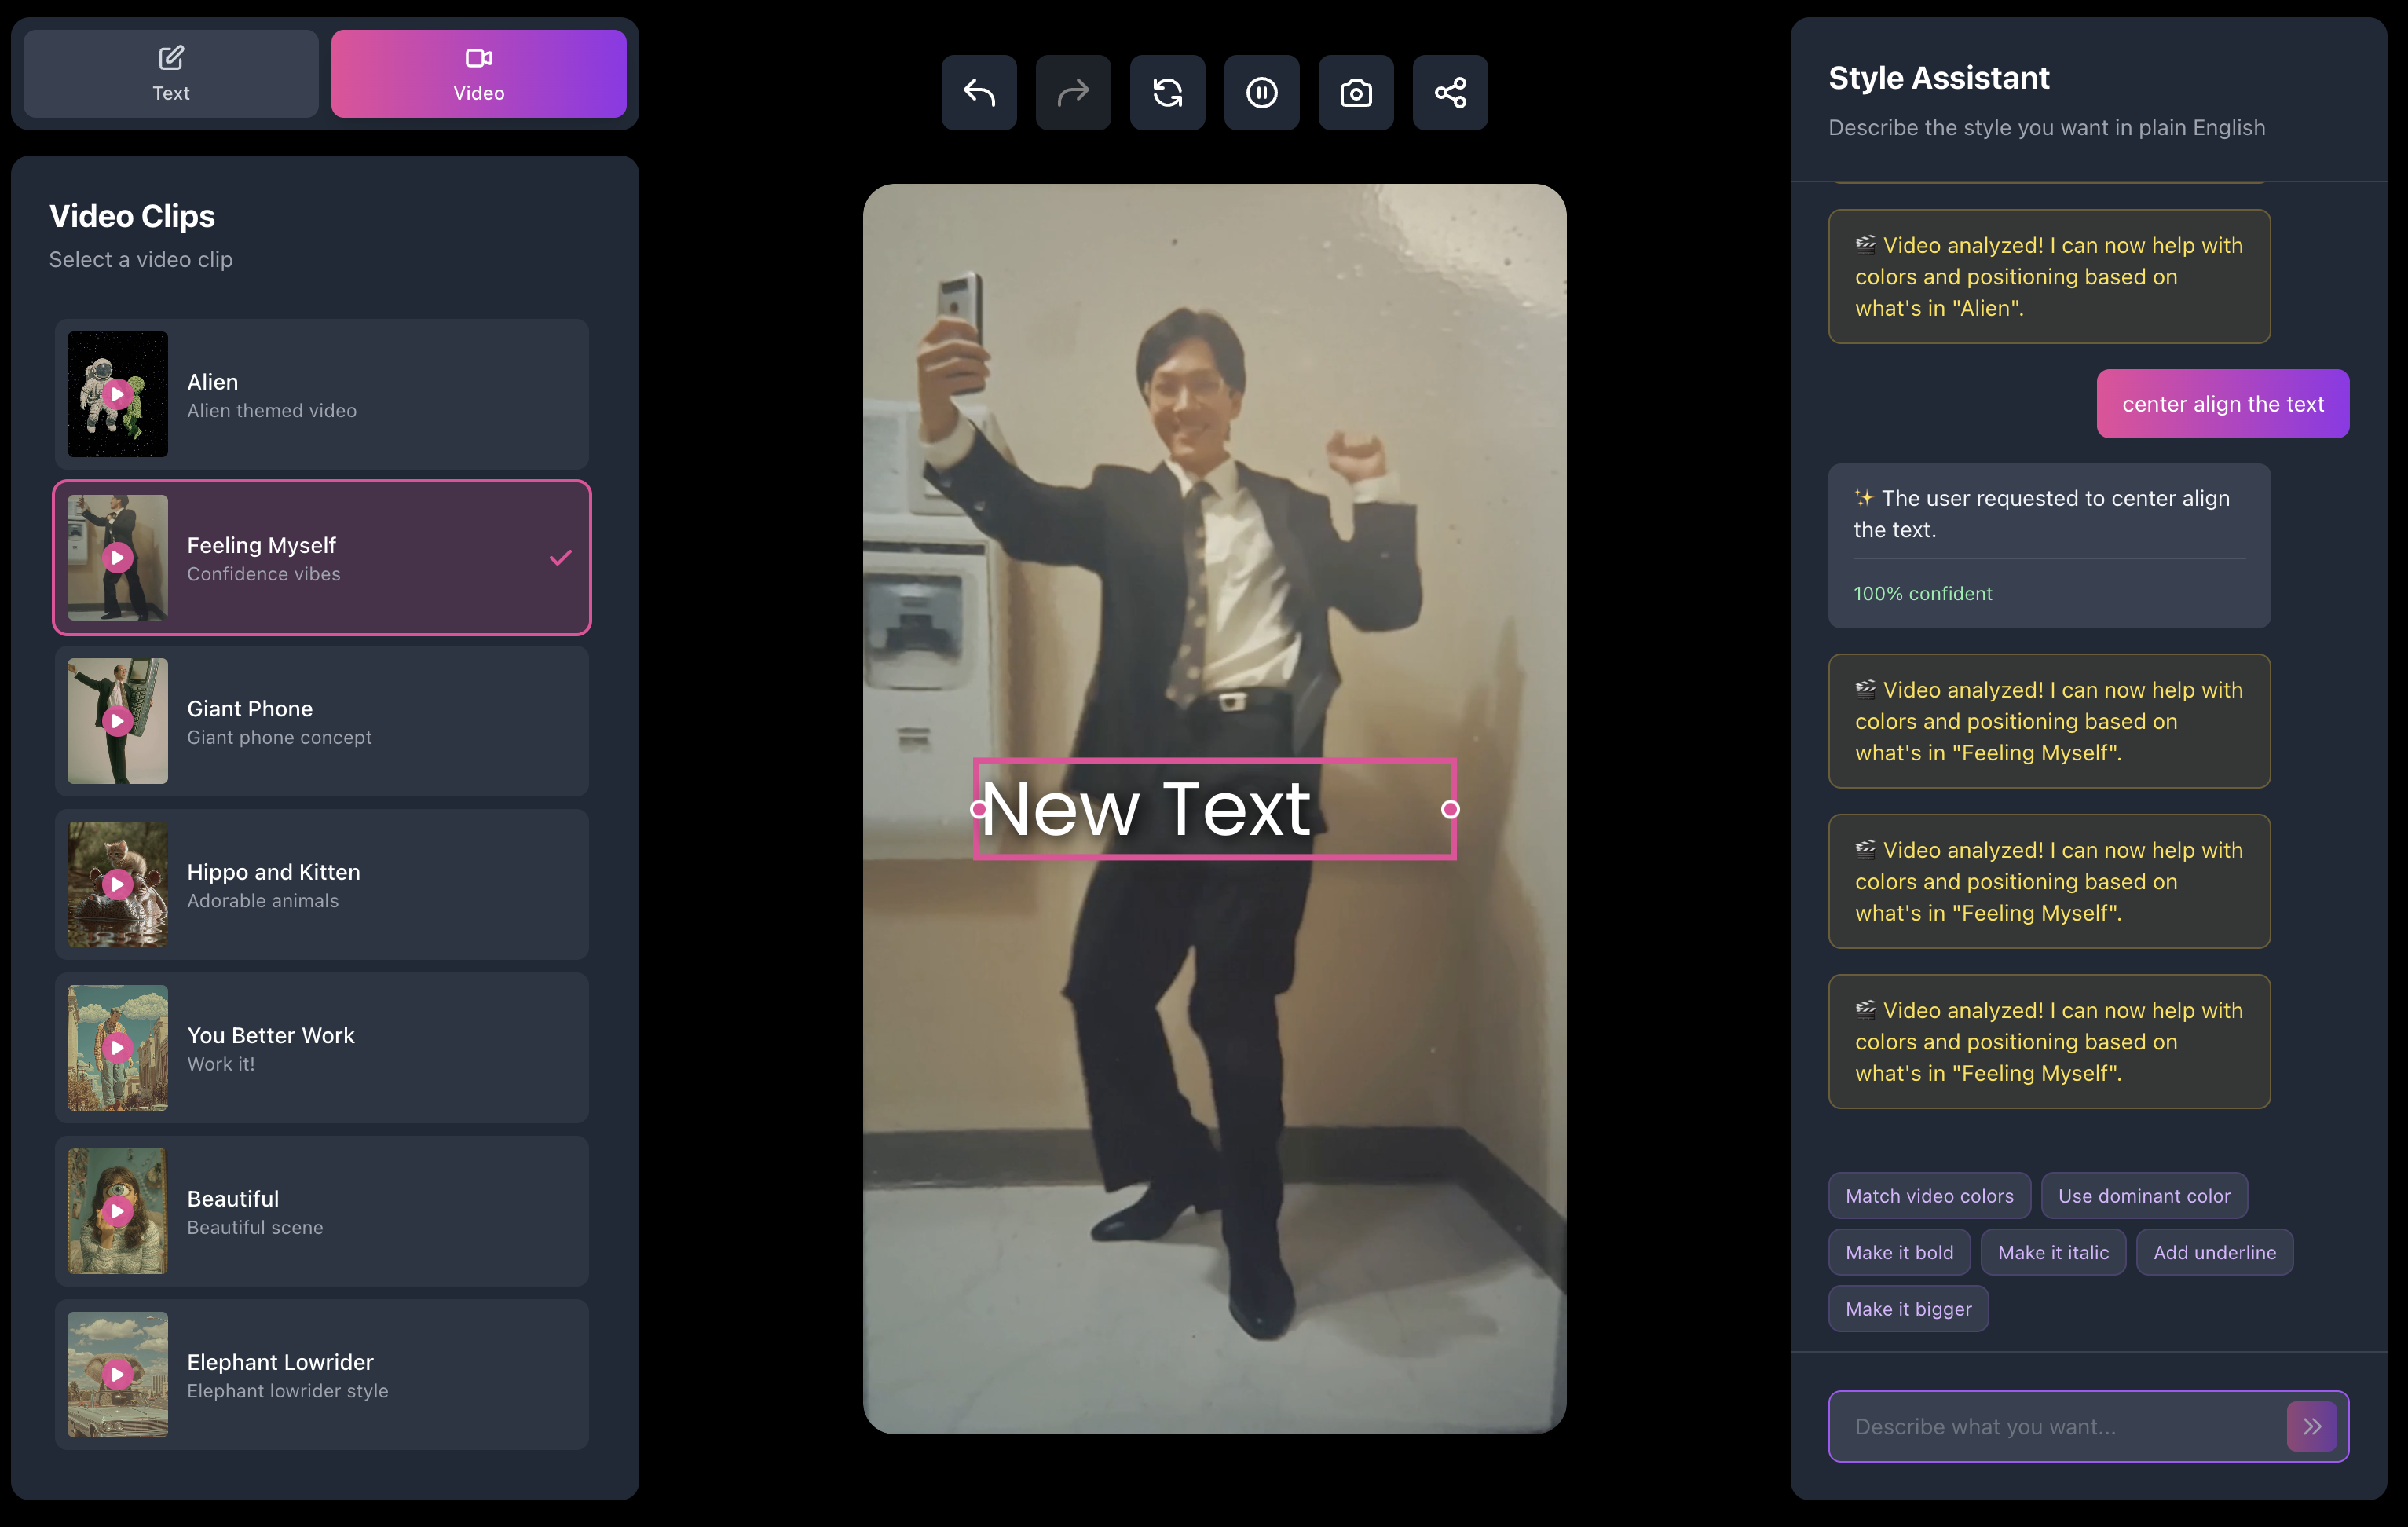 Text
Video
Video Clips
Select a video clip
Alien
Alien themed video
Feeling Myself
Confidence vibes
Giant Phone
Giant phone concept
Hippo and Kitten
Adorable animals
You Better Work
Work it!
Beautiful
Beautiful scene
Elephant Lowrider
Elephant lowrider style
New Text
Style Assistant
Describe the style you want in plain English
🎬 Video analyzed! I can now help with
colors and positioning based on
what's in "Alien".
center align the text
✨ The user requested to center align
the text.
100% confident
🎬 Video analyzed! I can now help with
colors and positioning based on
what's in "Feeling Myself".
🎬 Video analyzed! I can now help with
colors and positioning based on
what's in "Feeling Myself".
🎬 Video analyzed! I can now help with
colors and positioning based on
what's in "Feeling Myself".
Match video colors
Use dominant color
Make it bold
Make it italic
Add underline
Make it bigger
Describe what you want...